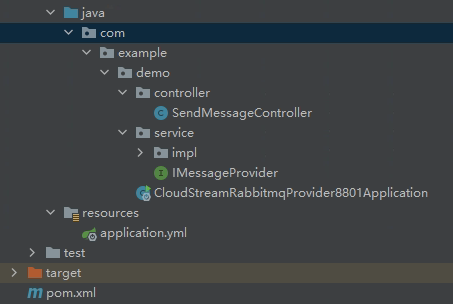 java
com
example
demo
controller
SendMessageController
service
impl
IMessageProvider
CloudStreamRabbitmqProvider8801Application
resources
application.yml
test
target
pom.xml